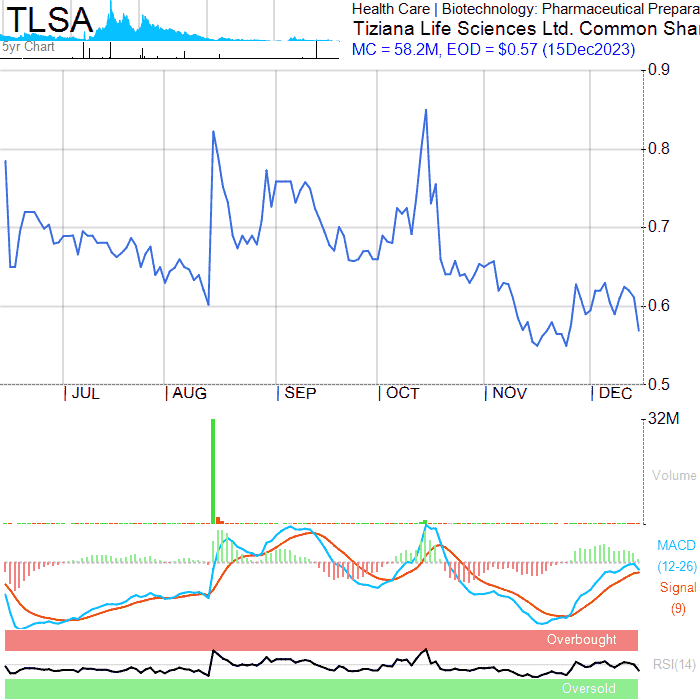 TLSA
5yr Chart
Health Care | Biotechnology: Pharmaceutical Prepara
Tiziana Life Sciences Ltd. Common Shar
MC = 58.2M, EOD = $0.57 (15Dec2023)
0.9
0.8
0.7
0.6
0.5
JUL
AUG
SEP
OCT
NOV
DEC
32M
Volume
MACD
(12-26)
Signal
(9)
Overbought
RSI(14)
Oversold